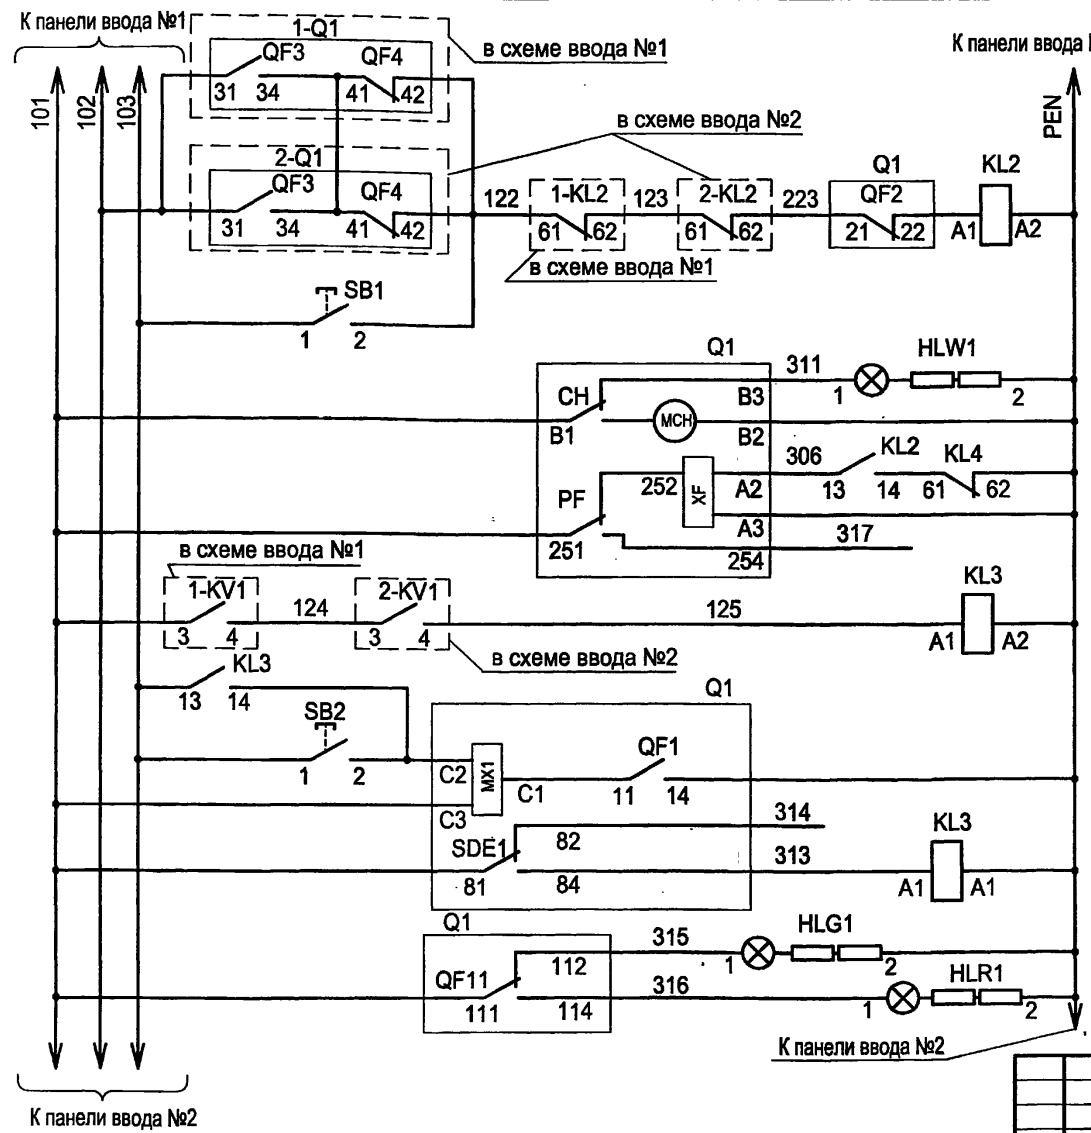 К панели ввода №1
1-Q1
QF3
QF4
31
34
41
42
в схеме ввода №1
К панели ввода
101
102
103
PEN
в схеме ввода №2
2-Q1
QF3
QF4
31
34
41
42
122
1-KL2
61
62
123
2-KL2
61
62
223
Q1
QF2
21
22
KL2
A1
A2
в схеме ввода №1
SB1
1
2
Q1
CH
B1
МСН
B3
B2
311
1
HLW1
2
PF
251
252
XF
A2
A3
254
306
KL2
13
14
KL4
61
62
317
в схеме ввода №1
1-KV1
3
4
124
2-KV1
3
4
125
KL3
A1
A2
в схеме ввода №2
KL3
13
14
SB2
1
2
Q1
C2
MX1
C1
C3
QF1
11
14
SDE1
81
82
84
314
313
KL3
A1
A1
Q1
QF11
111
112
114
315
1
HLG1
2
316
1
HLR1
2
К панели ввода №2
К панели ввода №2